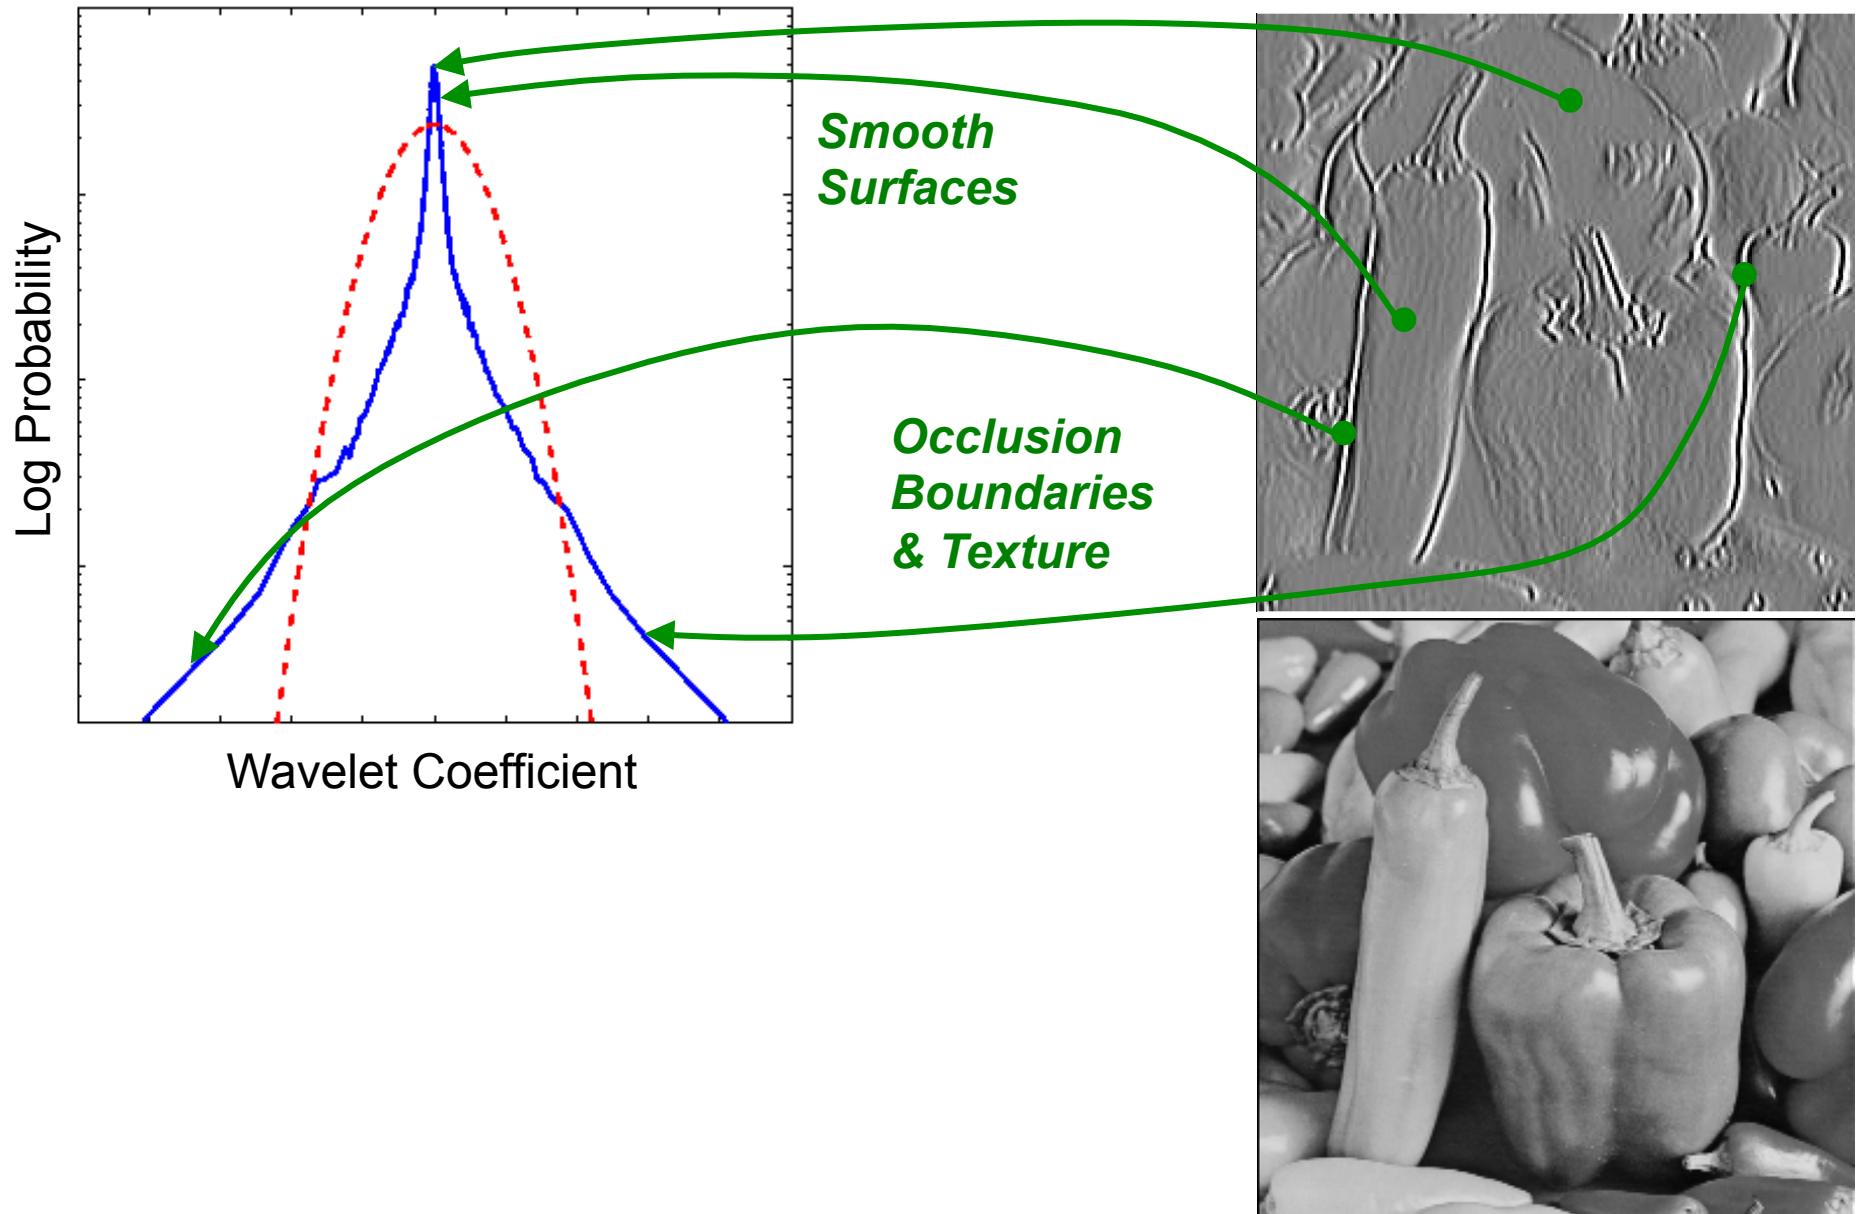 Log Probability
Wavelet Coefficient
Smooth
Surfaces
Occlusion
Boundaries
& Texture